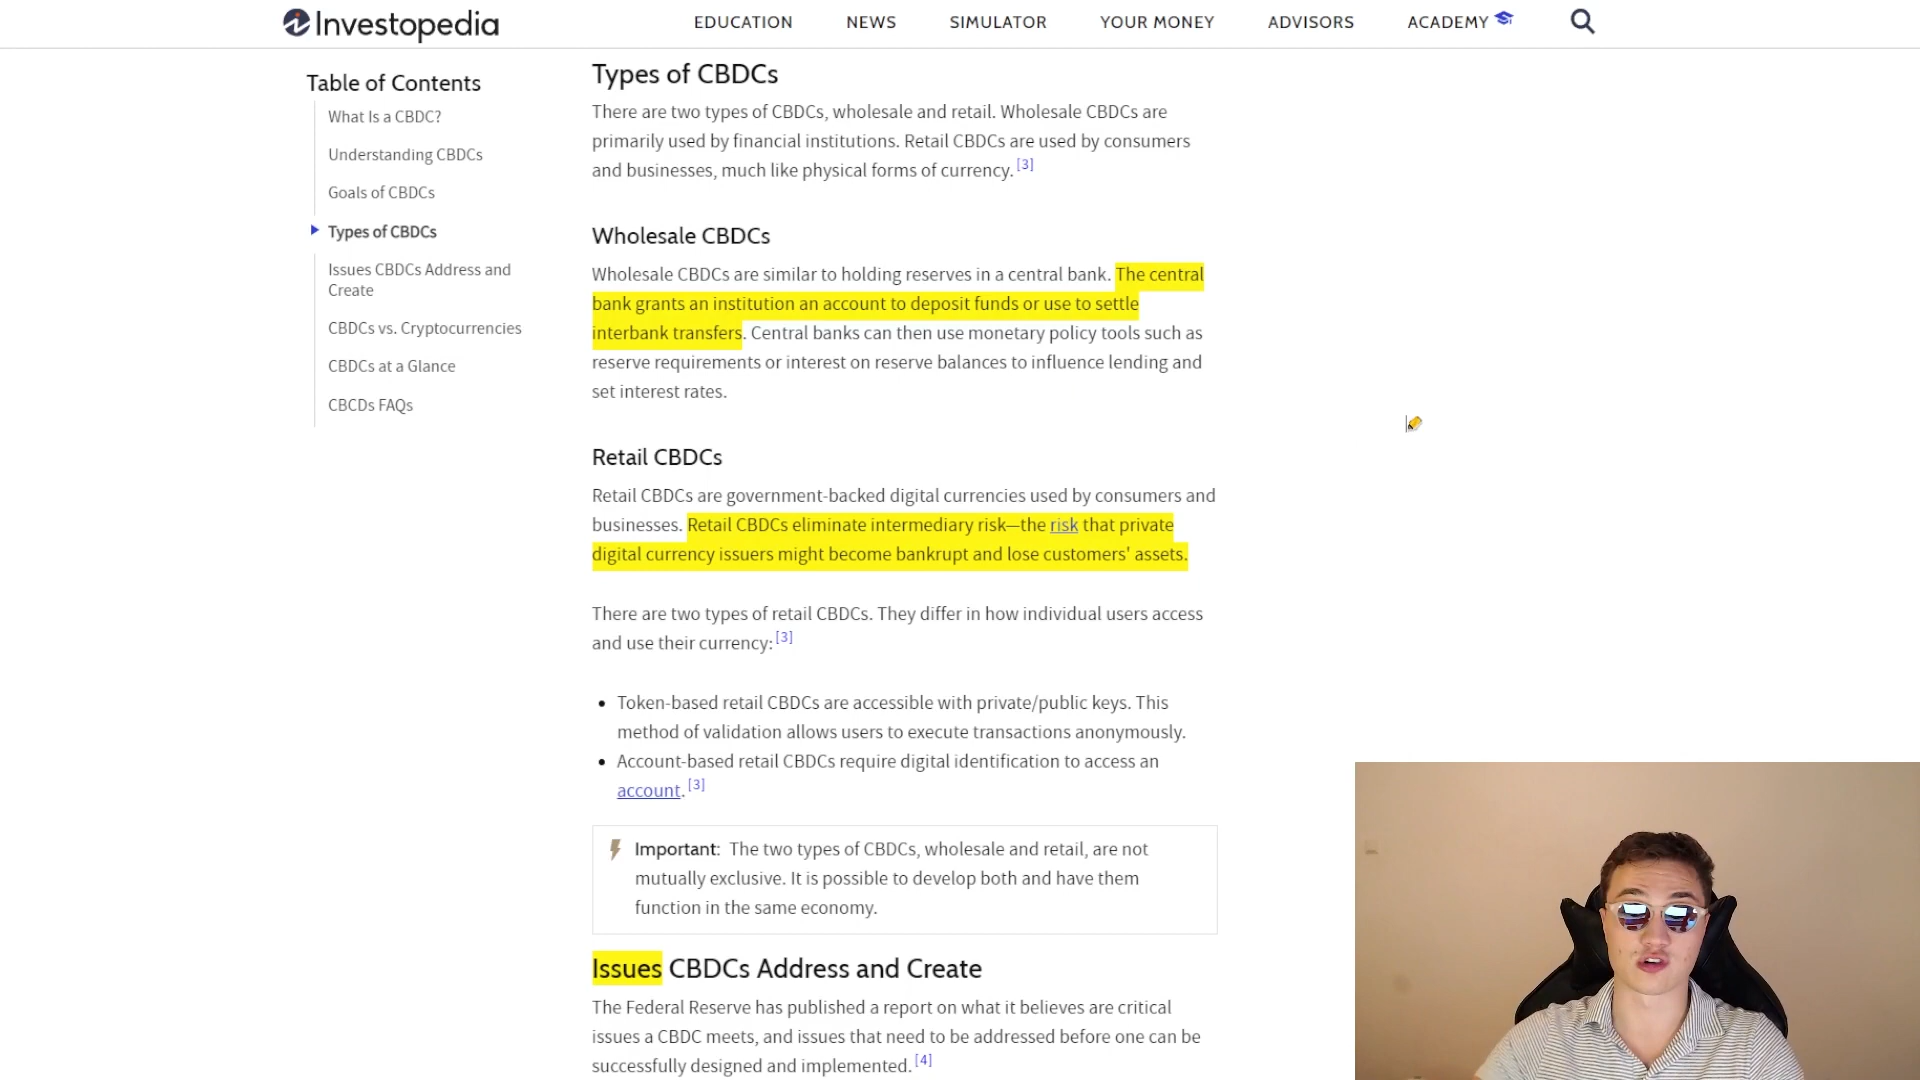 Investopedia
EDUCATION NEWS SIMULATOR YOUR MONEY ADVISORS ACADEMY
Table of Contents
What Is a CBDC?
Understanding CBDCs
Goals of CBDCs
Types of CBDCs
Issues CBDCs Address and
Create
CBDCs vs. Cryptocurrencies
CBDCs at a Glance
CBCDs FAQs
Types of CBDCs
There are two types of CBDCs, wholesale and retail. Wholesale CBDCs are
primarily used by financial institutions. Retail CBDCs are used by consumers
and businesses, much like physical forms of currency. [3]
Wholesale CBDCs
Wholesale CBDCs are similar to holding reserves in a central bank. The central
bank grants an institution an account to deposit funds or use to settle
interbank transfers. Central banks can then use monetary policy tools such as
reserve requirements or interest on reserve balances to influence lending and
set interest rates.
Retail CBDCs
Retail CBDCs are government-backed digital currencies used by consumers and
businesses. Retail CBDCs eliminate intermediary risk—the risk that private
digital currency issuers might become bankrupt and lose customers' assets.
There are two types of retail CBDCs. They differ in how individual users access
and use their currency: [3]
• Token-based retail CBDCs are accessible with private/public keys. This
method of validation allows users to execute transactions anonymously.
• Account-based retail CBDCs require digital identification to access an
account. [3]
Important: The two types of CBDCs, wholesale and retail, are not
mutually exclusive. It is possible to develop both and have them
function in the same economy.
Issues CBDCs Address and Create
The Federal Reserve has published a report on what it believes are critical
issues a CBDC meets, and issues that need to be addressed before one can be
successfully designed and implemented. [4]